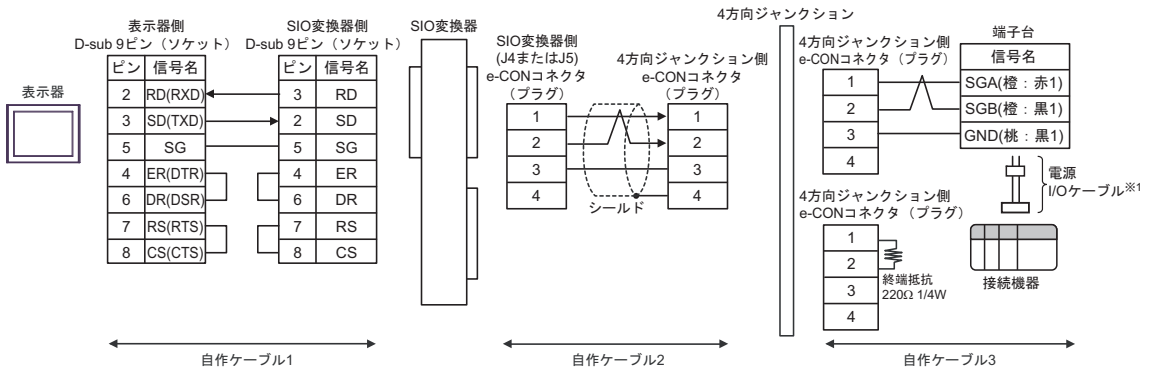 表示器
表示器側
D-sub 9ピン（ソケット）
ピン 信号名
2 RD(RXD)
3 SD(TXD)
5 SG
4 ER(DTR)
6 DR(DSR)
7 RS(RTS)
8 CS(CTS)
SIO変換器側
D-sub 9ピン（ソケット）
ピン 信号名
3 RD
2 SD
5 SG
4 ER
6 DR
7 RS
8 CS
自作ケーブル1
SIO変換器
SIO変換器側
(J4またはJ5)
e-CONコネクタ
（プラグ）
1
2
3
4
シールド
4方向ジャンクション側
e-CONコネクタ
（プラグ）
1
2
3
4
自作ケーブル2
4方向ジャンクション
4方向ジャンクション側
e-CONコネクタ（プラグ）
1
2
3
4
端子台
信号名
SGA(橙：赤1)
SGB(橙：黒1)
GND(桃：黒1)
電源
I/Oケーブル※1
接続機器
4方向ジャンクション側
e-CONコネクタ（プラグ）
1
2
3
4
終端抵抗
220Ω 1/4W
自作ケーブル3